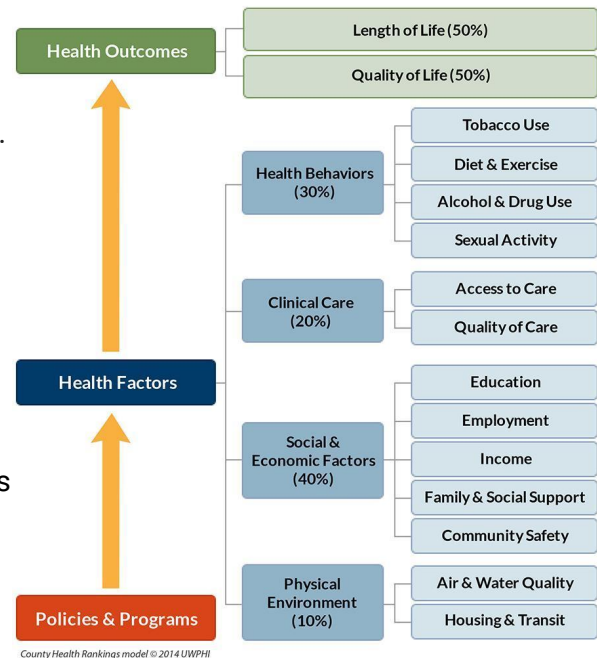 Health Outcomes
Length of Life (50%)
Quality of Life (50%)
.
Tobacco Use
Health Behaviors
(30%)
Diet & Exercise
Alcohol & Drug Use
Sexual Activity
Clinical Care
(20%)
Access to Care
Quality of Care
Health Factors
Education
Employment
Social &
Economic Factors
(40%)
Income
s
Family & Social Support
Community Safety
Physical
Environment
(10%)
Air & Water Quality
Housing & Transit
Policies & Programs
County Health Rankings model © 2014 UWPHI